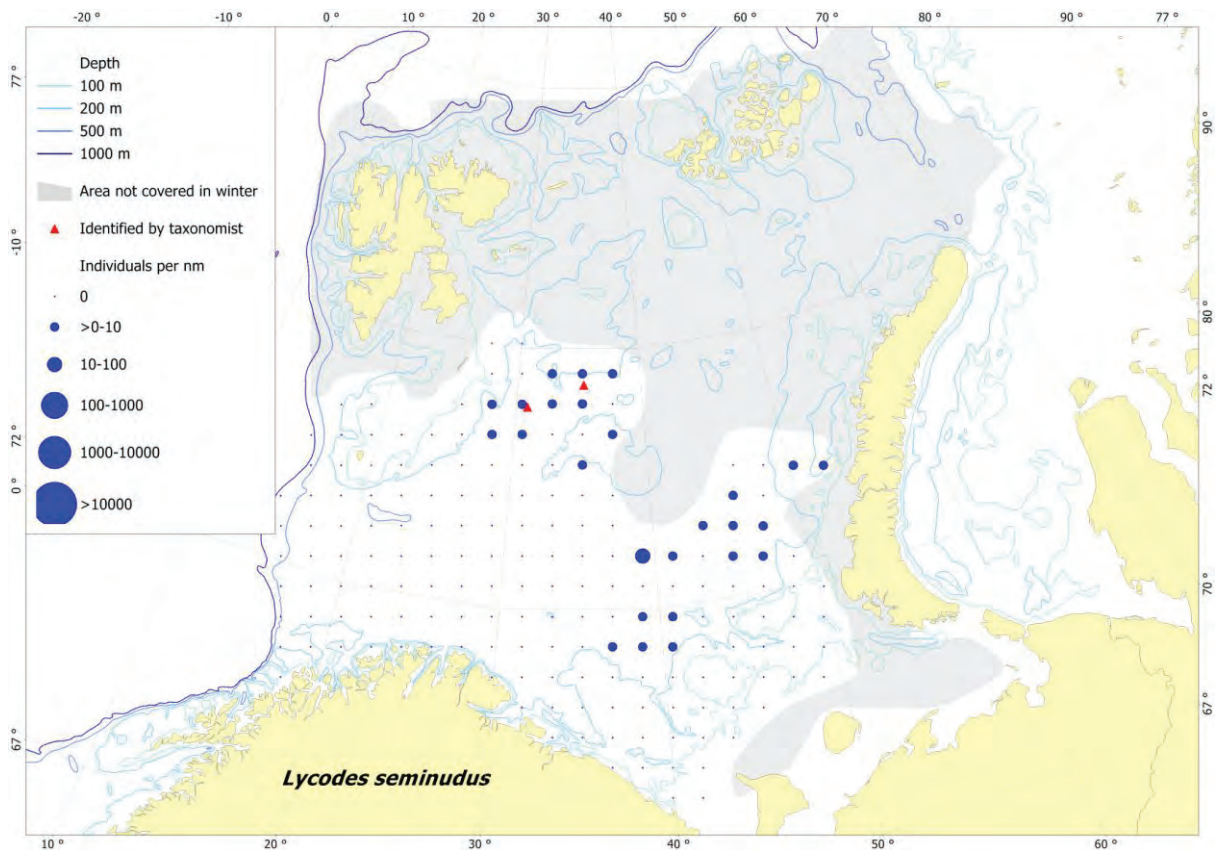 -20 ° -10 ° 0 ° 10 ° 20 ° 30 ° 40 ° 50 ° 60 ° 70 ° 80 ° 90 ° 77 °
77 °
-10 °
72 °
0 °
67 °
Depth
100 m
200 m
500 m
1000 m
Area not covered in winter
Identified by taxonomist
Individuals per nm
0
>0-10
10-100
100-1000
1000-10000
>10000
90 °
80 °
72 °
70 °
67 °
Lycodes seminudus
10 ° 20 ° 30 ° 40 ° 50 ° 60 °